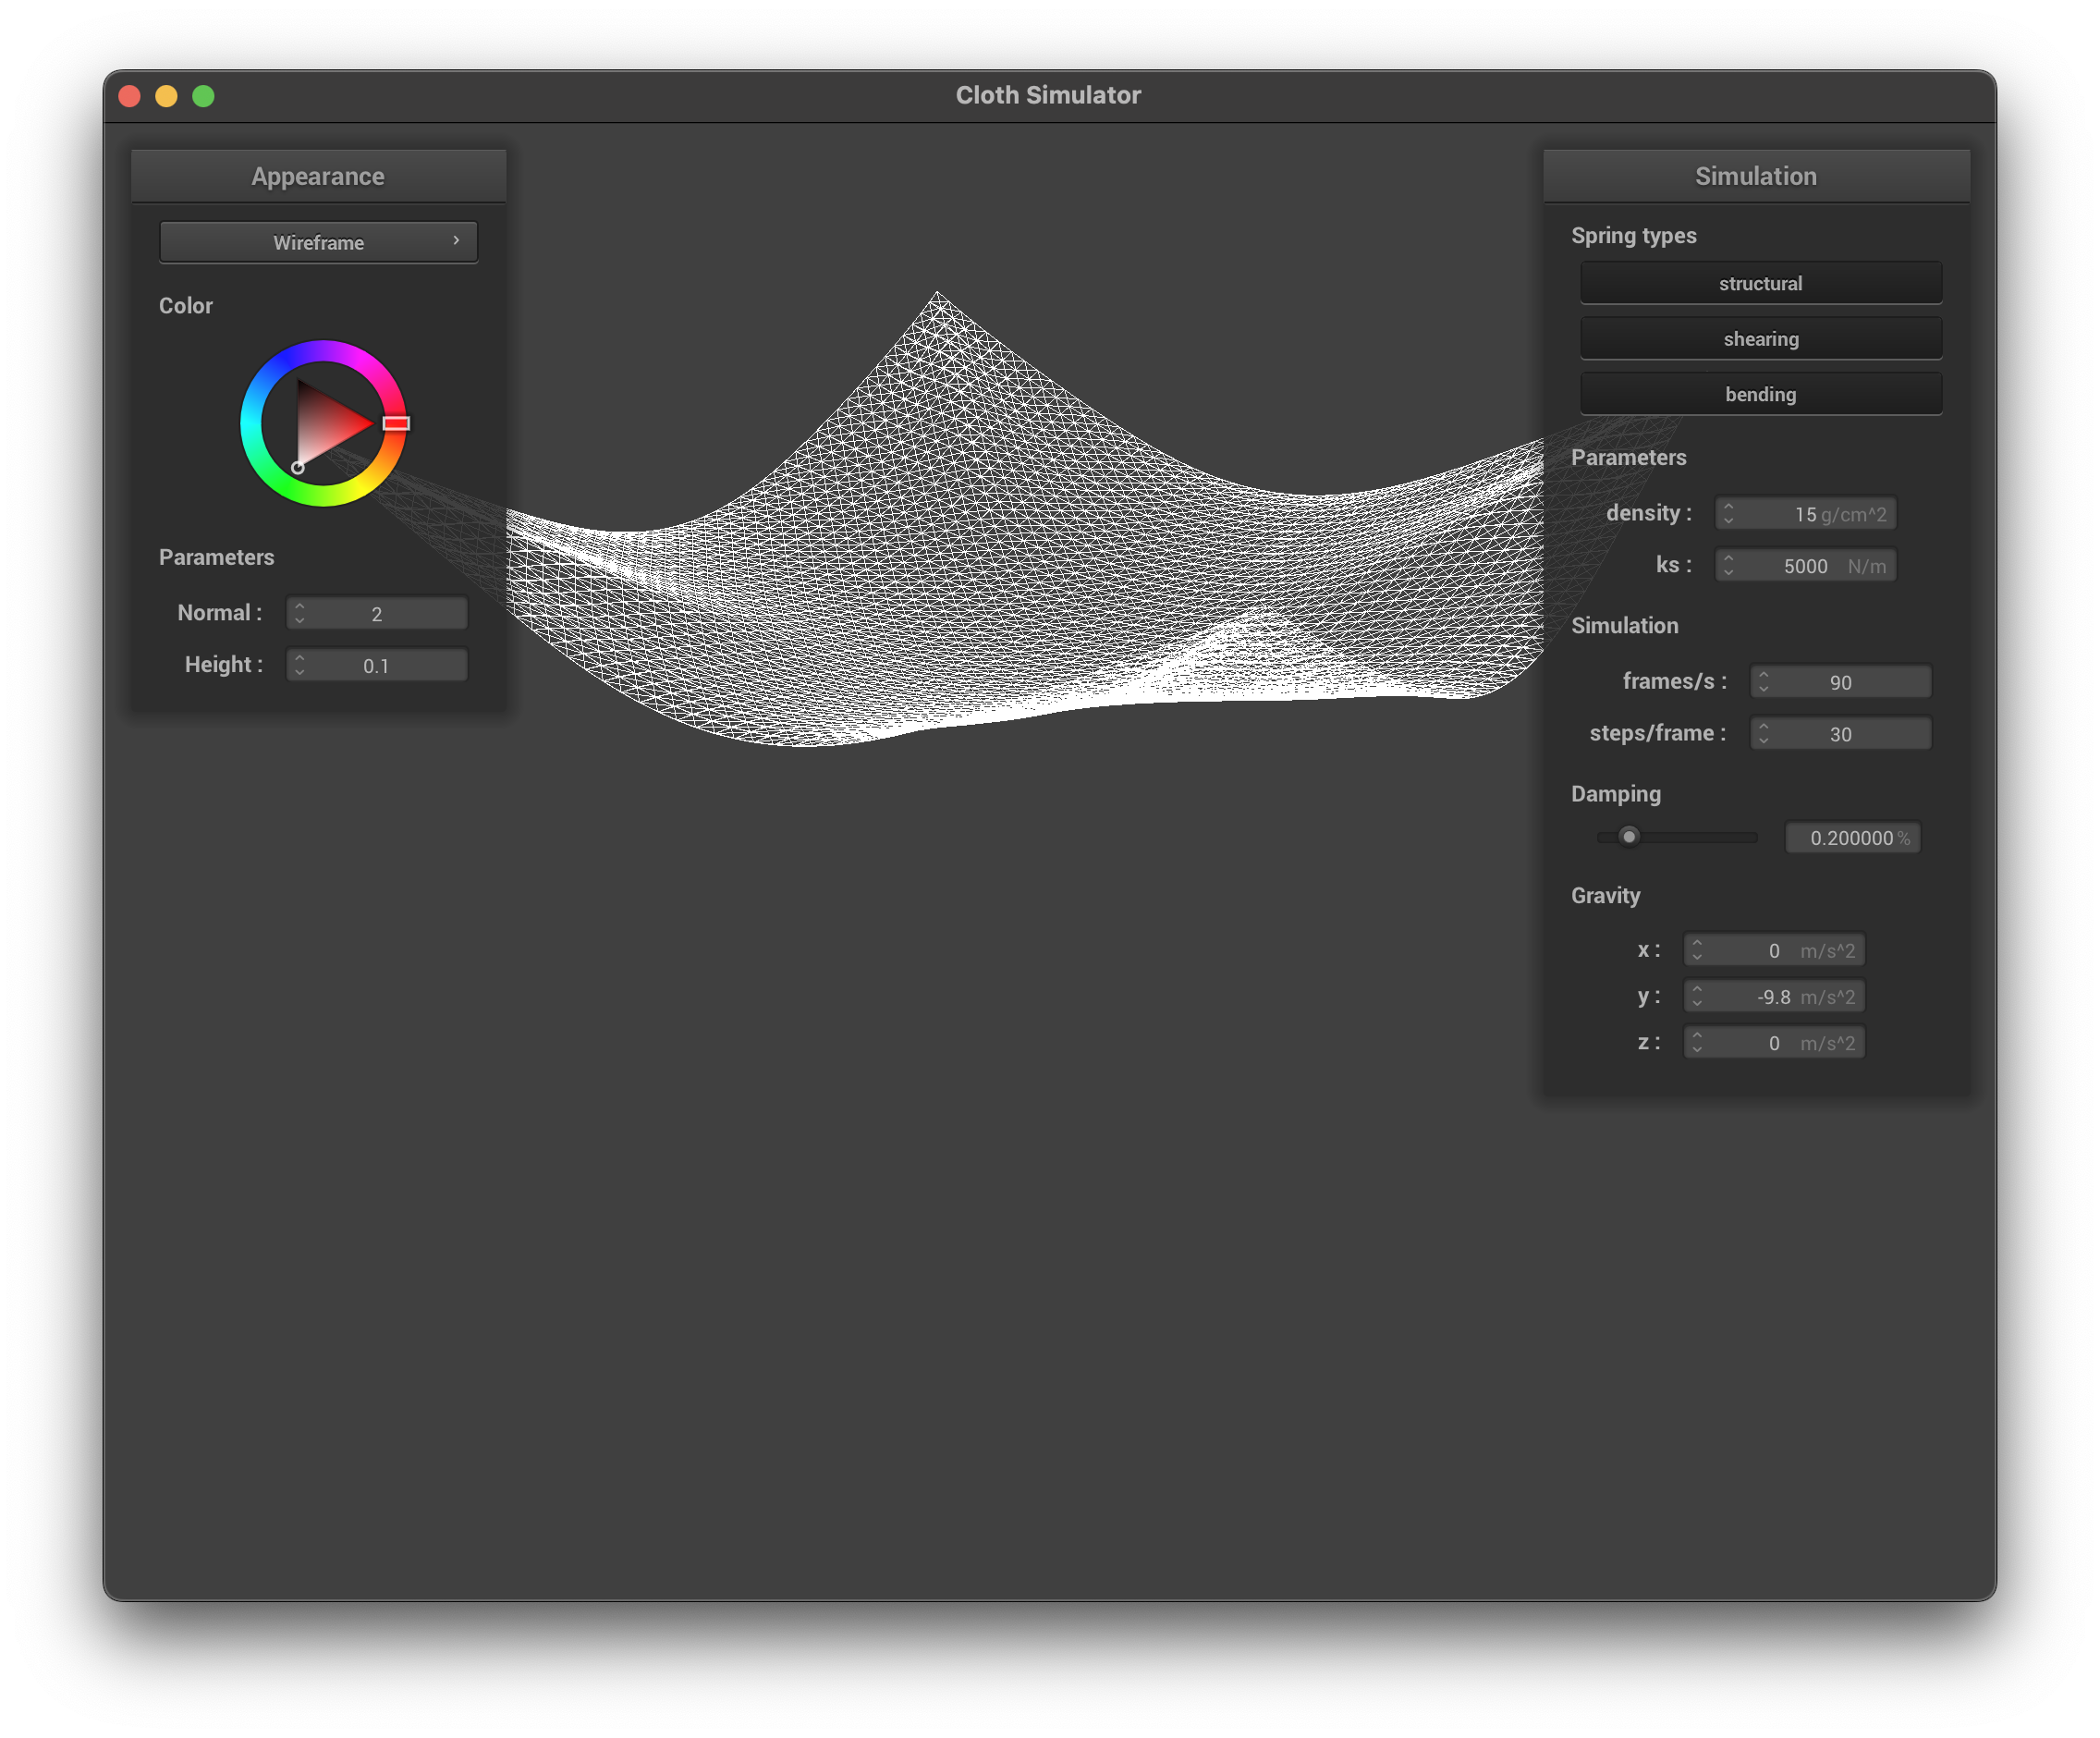 Cloth Simulator
Appearance
Wireframe
Color
Parameters
Normal : 2
Height : 0.1
Simulation
Spring types
structural
shearing
bending
Parameters
density : 15 g/cm^2
ks : 5000 N/m
Simulation
frames/s : 90
steps/frame : 30
Damping
0.200000 %
Gravity
x : 0 m/s^2
y : -9.8 m/s^2
z : 0 m/s^2